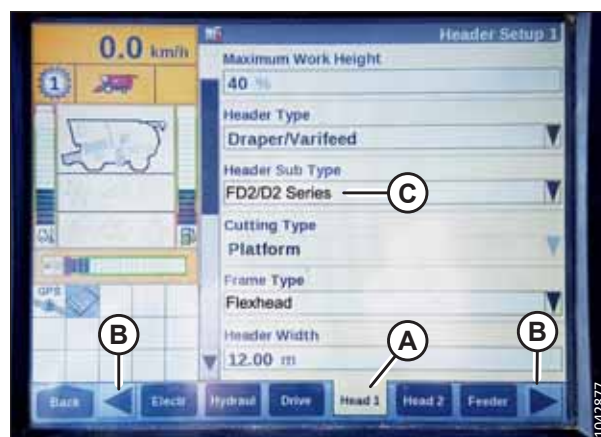 0.0 km/h
Header Setup 1
Maximum Work Height
40 %
1
Header Type
Draper/Varifeed
Header Sub Type
FD2/D2 Series
C
Cutting Type
Platform
Frame Type
Flexhead
GPS
Header Width
12.00 m
B
A
B
Back
Electr
Hydraul
Drive
Head 1
Head 2
Feeder
1042877